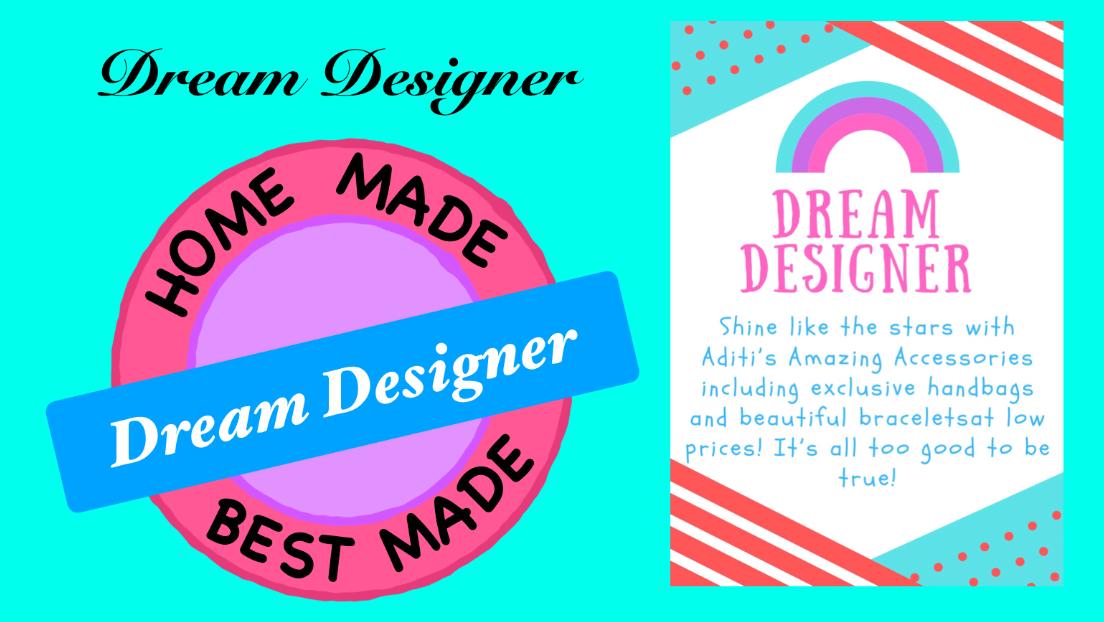 Dream Designer
HOME MADE
Dream Designer
BEST MADE
DREAM
DESIGNER
Shine like the stars with
Aditi's Amazing Accessories
including exclusive handbags
and beautiful braceletsat low
prices! It's all too good to be
true!